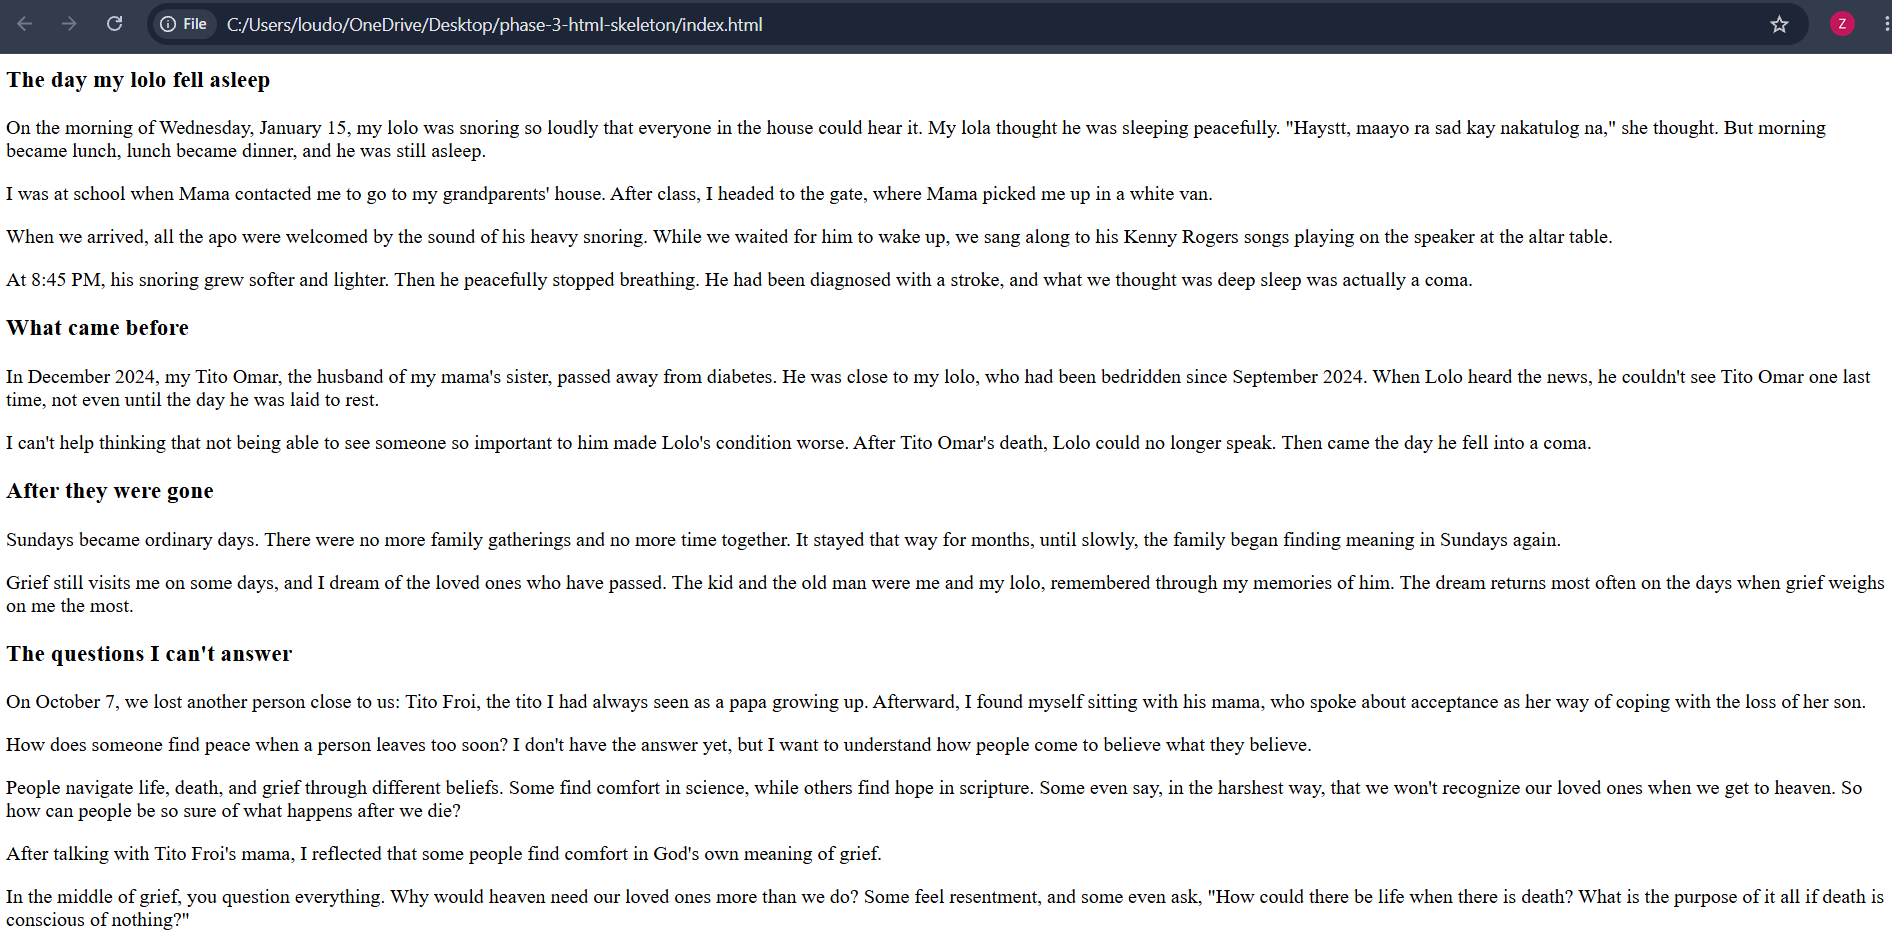 File
C:/Users/loudo/OneDrive/Desktop/phase-3-html-skeleton/index.html
Z
The day my lolo fell asleep
On the morning of Wednesday, January 15, my lolo was snoring so loudly that everyone in the house could hear it. My lola thought he was sleeping peacefully. "Haystt, maayo ra sad kay nakatulog na," she thought. But morning
became lunch, lunch became dinner, and he was still asleep.
I was at school when Mama contacted me to go to my grandparents' house. After class, I headed to the gate, where Mama picked me up in a white van.
When we arrived, all the apo were welcomed by the sound of his heavy snoring. While we waited for him to wake up, we sang along to his Kenny Rogers songs playing on the speaker at the altar table.
At 8:45 PM, his snoring grew softer and lighter. Then he peacefully stopped breathing. He had been diagnosed with a stroke, and what we thought was deep sleep was actually a coma.
What came before
In December 2024, my Tito Omar, the husband of my mama's sister, passed away from diabetes. He was close to my lolo, who had been bedridden since September 2024. When Lolo heard the news, he couldn't see Tito Omar one last
time, not even until the day he was laid to rest.
I can't help thinking that not being able to see someone so important to him made Lolo's condition worse. After Tito Omar's death, Lolo could no longer speak. Then came the day he fell into a coma.
After they were gone
Sundays became ordinary days. There were no more family gatherings and no more time together. It stayed that way for months, until slowly, the family began finding meaning in Sundays again.
Grief still visits me on some days, and I dream of the loved ones who have passed. The kid and the old man were me and my lolo, remembered through my memories of him. The dream returns most often on the days when grief weighs
on me the most.
The questions I can't answer
On October 7, we lost another person close to us: Tito Froi, the tito I had always seen as a papa growing up. Afterward, I found myself sitting with his mama, who spoke about acceptance as her way of coping with the loss of her son.
How does someone find peace when a person leaves too soon? I don't have the answer yet, but I want to understand how people come to believe what they believe.
People navigate life, death, and grief through different beliefs. Some find comfort in science, while others find hope in scripture. Some even say, in the harshest way, that we won't recognize our loved ones when we get to heaven. So
how can people be so sure of what happens after we die?
After talking with Tito Froi's mama, I reflected that some people find comfort in God's own meaning of grief.
In the middle of grief, you question everything. Why would heaven need our loved ones more than we do? Some feel resentment, and some even ask, "How could there be life when there is death? What is the purpose of it all if death is
conscious of nothing?"